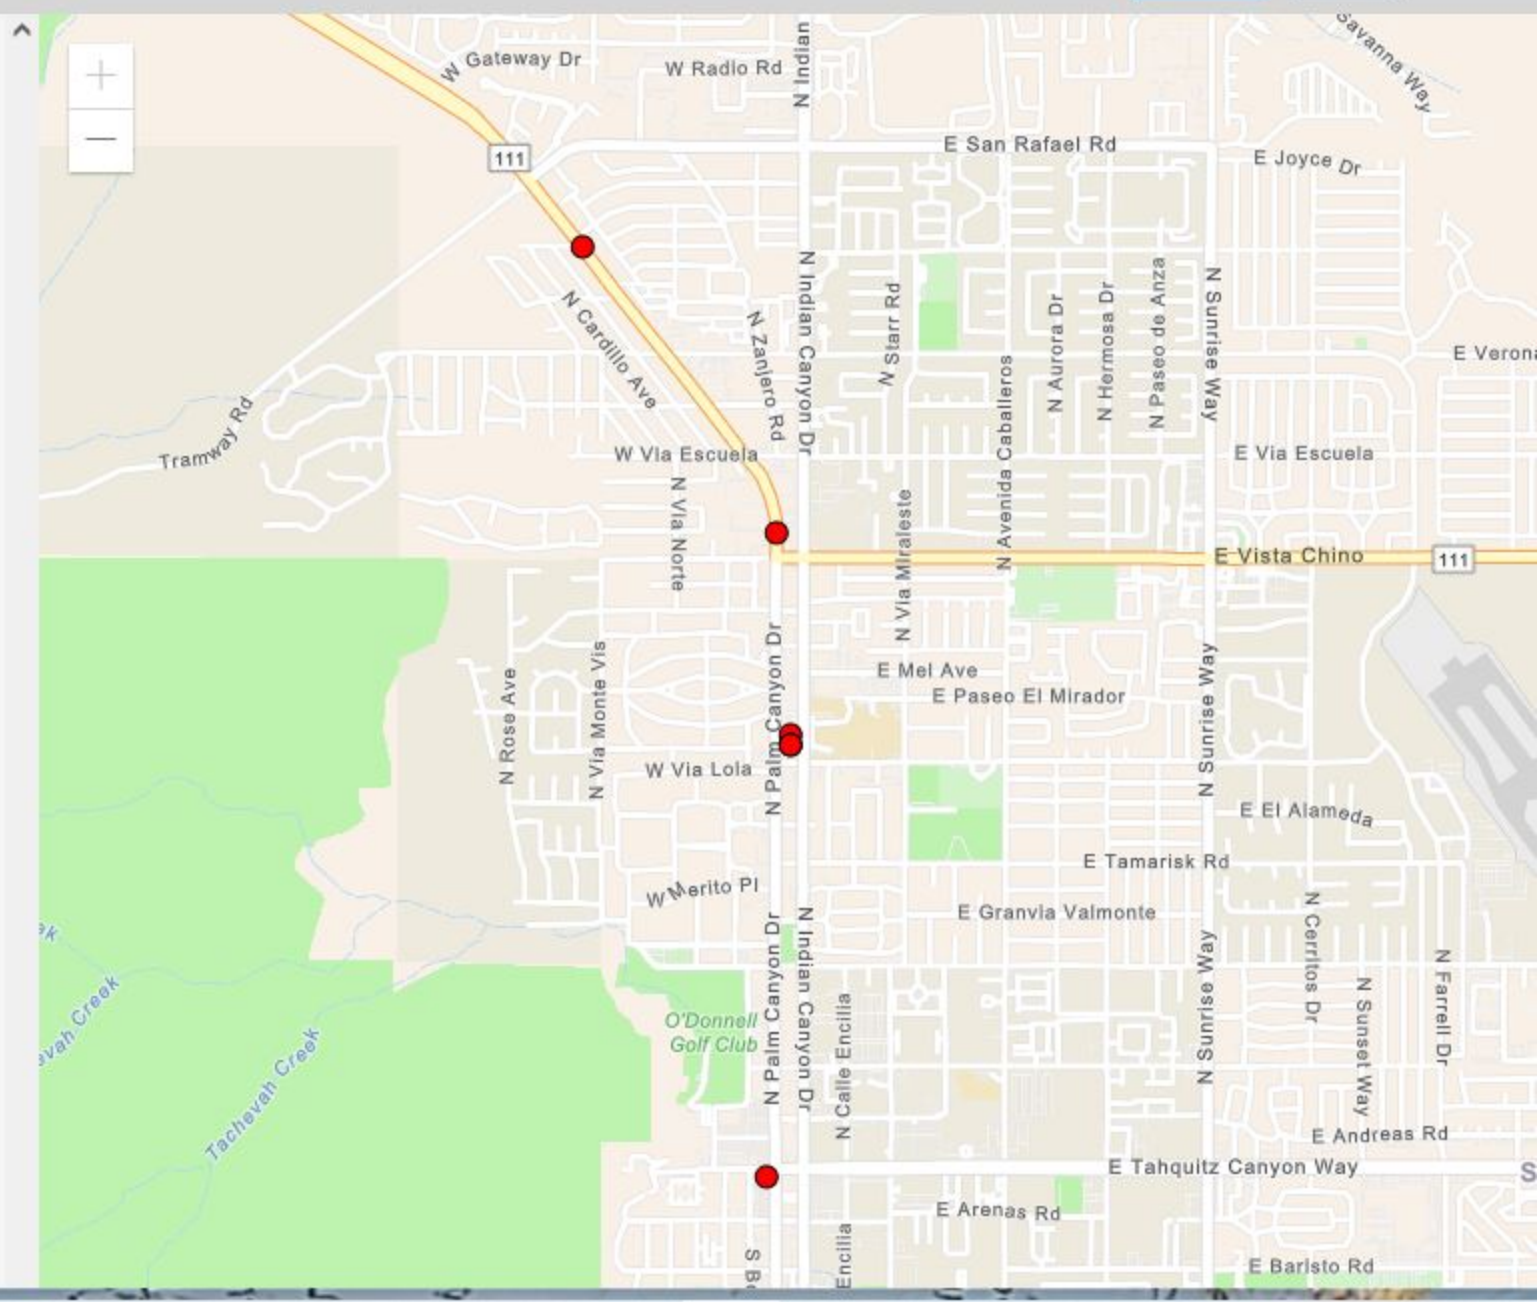 Savanna Way
W Gateway Dr
W Radio Rd
N Indian
111
E San Rafael Rd
E Joyce Dr
N Indian Canyon Dr
N Starr Rd
N Aurora Dr
N Hermosa Dr
N Paseo de Anza
N Sunrise Way
N Cardillo Ave
N Zanjero Rd
E Verona
N Avenida Caballeros
Tramway Rd
W Via Escuela
E Via Escuela
N Via Norte
N Via Miraleste
E Vista Chino
111
N Palm Canyon Dr
N Via Monte Vis
N Rose Ave
E Mel Ave
E Paseo El Mirador
N Sunrise Way
W Via Lola
E El Alameda
E Tamarisk Rd
W Merito Pl
E Granvia Valmonte
N Cerritos Dr
N Palm Canyon Dr
N Indian Canyon Dr
N Sunrise Way
N Farrell Dr
N Sunset Way
ek
evah Creek
Tachevah Creek
O'Donnell
Golf Club
N Calle Encilia
E Andreas Rd
E Tahquitz Canyon Way
S
E Arenas Rd
Encilia
S B
E Baristo Rd